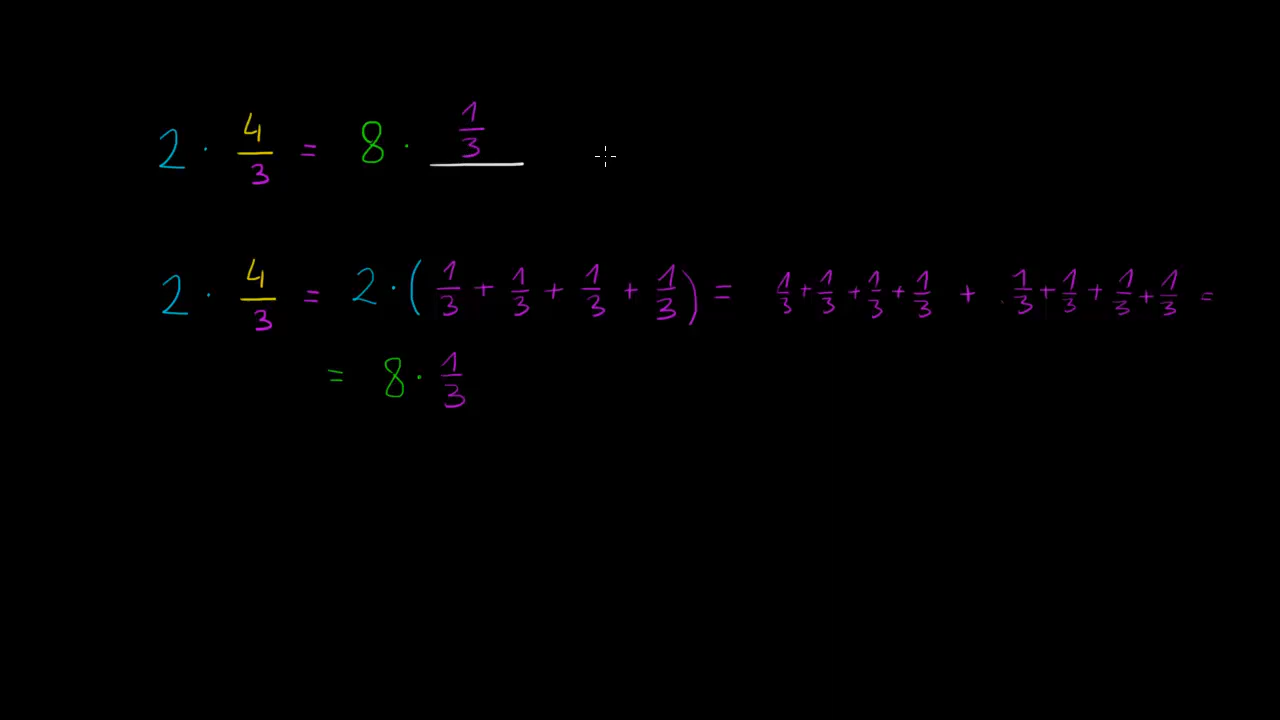 2 · 4/3 = 8 · 1/3
2 · 4/3 = 2 · (1/3 + 1/3 + 1/3 + 1/3) = 1/3 + 1/3 + 1/3 + 1/3 + 1/3 + 1/3 + 1/3 + 1/3 =
= 8 · 1/3